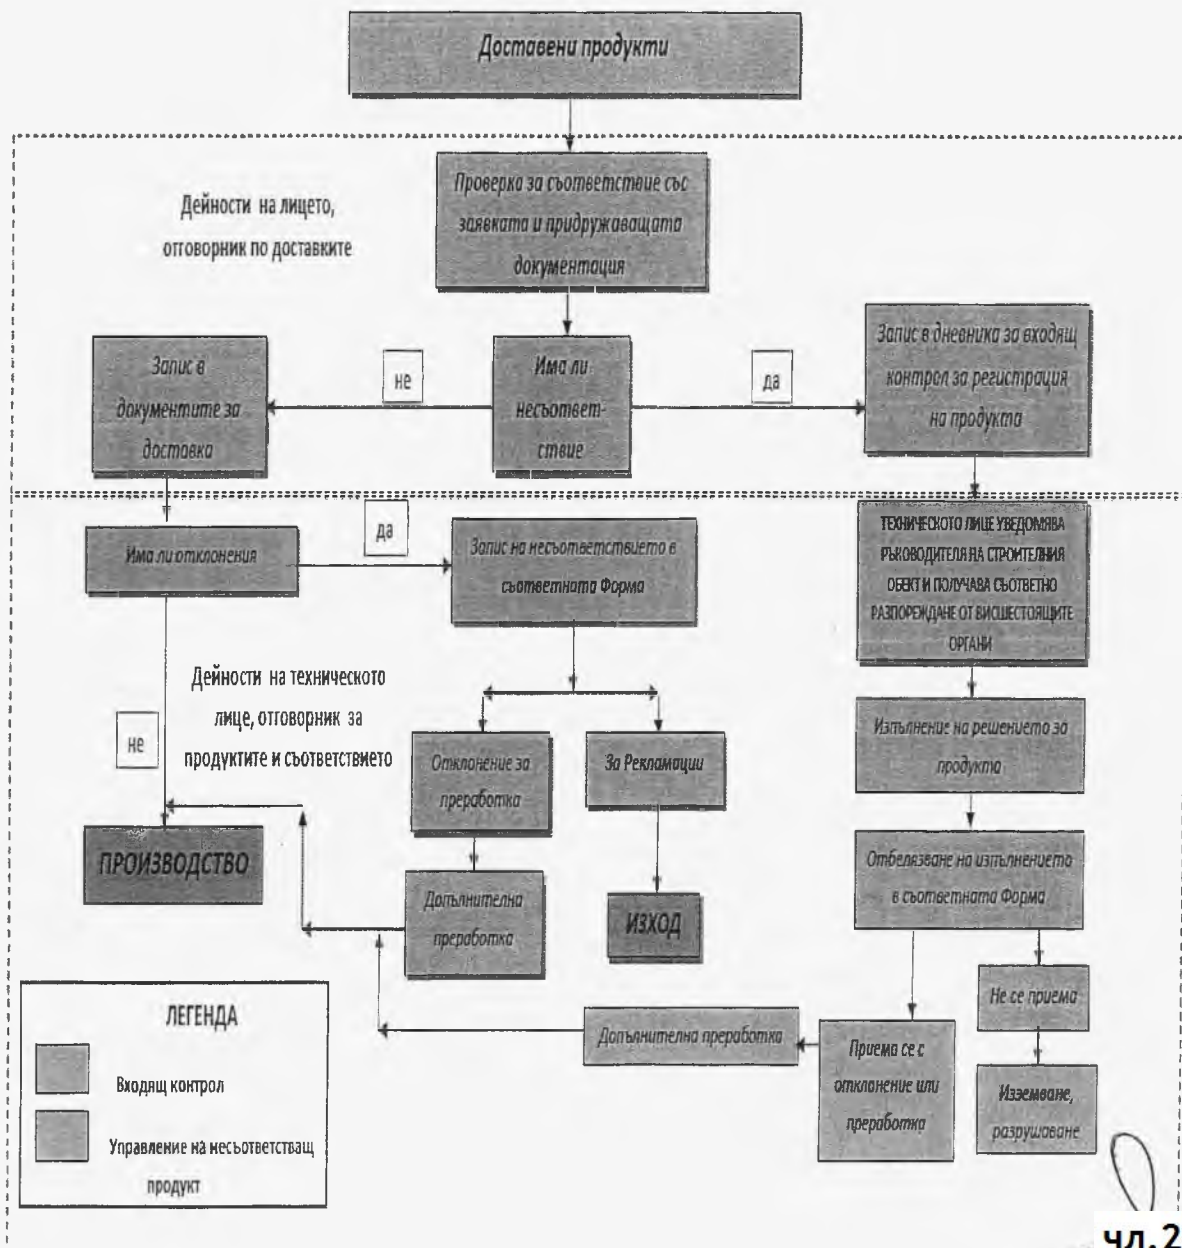 Доставени продукти
Проверка за съответствие със
заявката и придружаващата
документация
Дейности на лицето,
отговорник по доставките
Запис в
документите за
доставка
не
Има ли
несъответ-
ствие
да
Запис в дневника за входящ
контрол за регистрация
на продукта
Има ли отклонения
да
Запис на несъответствието в
съответната Форма
ТЕХНИЧЕСКОТО ЛИЦЕ УВЕДОМЯВА
РЪКОВОДИТЕЛЯ НА СТРОИТЕЛНИЯ
ОБЕКТ И ПОЛУЧАВА СЪОТВЕТНО
РАЗПОРЕЖДАНЕ ОТ ВИСШЕСТОЯЩИТЕ
ОРГАНИ
Дейности на техническото
лице, отговорник за
продуктите и съответствието
не
Отклонение за
преработка
За Рекламации
Изпълнение на решението за
продукта
ПРОИЗВОДСТВО
Допълнителна
преработка
ИЗХОД
Отбелязване на изпълнението
в съответната Форма
Не се приема
Допълнителна преработка
Приема се с
отклонение или
преработка
Изземване,
разрушаване
ЛЕГЕНДА
Входящ контрол
Управление на несъответстващ
продукт
чл.2